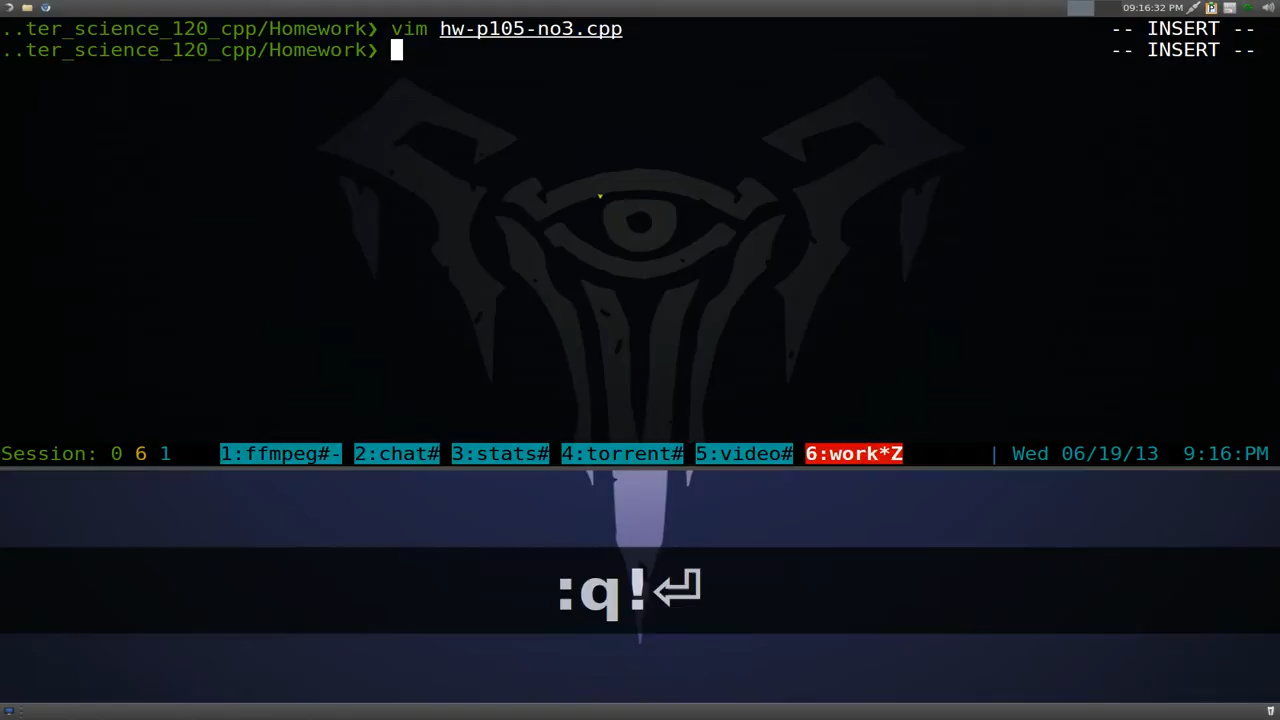 09:16:32 PM
..ter_science_120_cpp/Homework❯ vim hw-p105-no3.cpp -- INSERT --
..ter_science_120_cpp/Homework❯ -- INSERT --
Session: 0 6 1 1:ffmpeg#- 2:chat# 3:stats# 4:torrent# 5:video# 6:work*Z | Wed 06/19/13 9:16:PM
:q!⏎